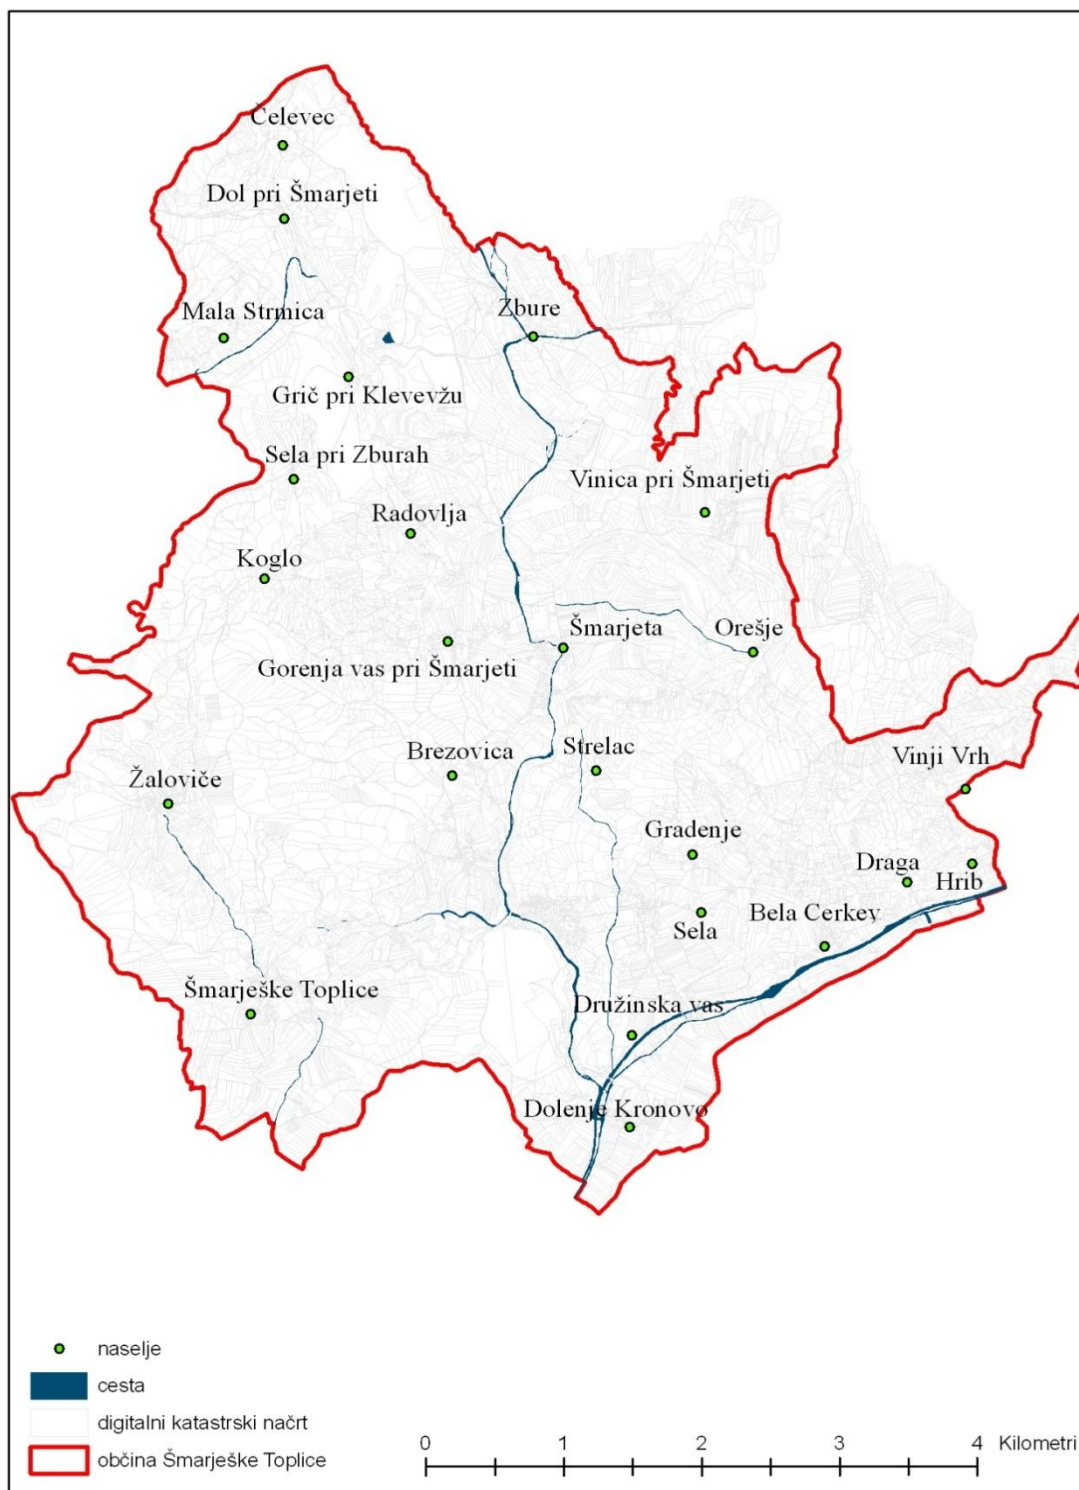 Čelevec
Dol pri Šmarjeti
Mala Strmica
Zbure
Grič pri Klevevžu
Sela pri Zburah
Vinica pri Šmarjeti
Radovlja
Koglo
Šmarjeta
Orešje
Gorenja vas pri Šmarjeti
Brezovica
Strelac
Vinji Vrh
Žaloviče
Gradenje
Draga
Hrib
Bela Cerkev
Sela
Šmarješke Toplice
Družinska vas
Dolenje Kronovo
naselje
cesta
digitalni katastrski načrt
občina Šmarješke Toplice
0 1 2 3 4 Kilometri